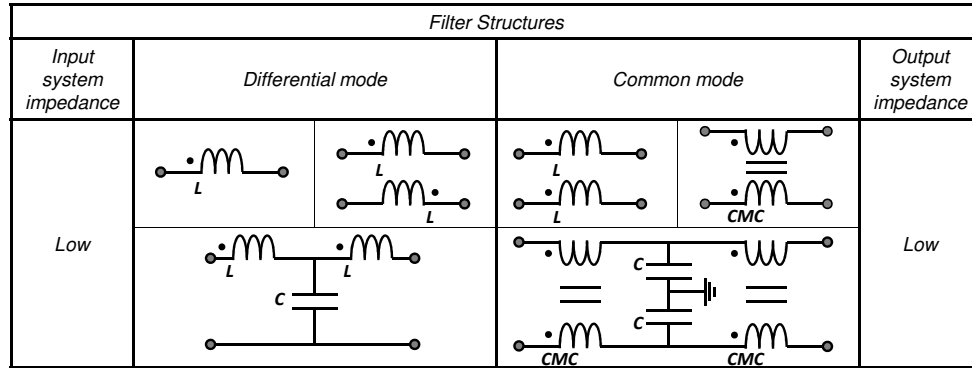 Filter Structures
Input
system
impedance
Differential mode
Common mode
Output
system
impedance
Low
L
L
L
L
L
CMC
L
L
C
C
C
CMC
CMC
Low